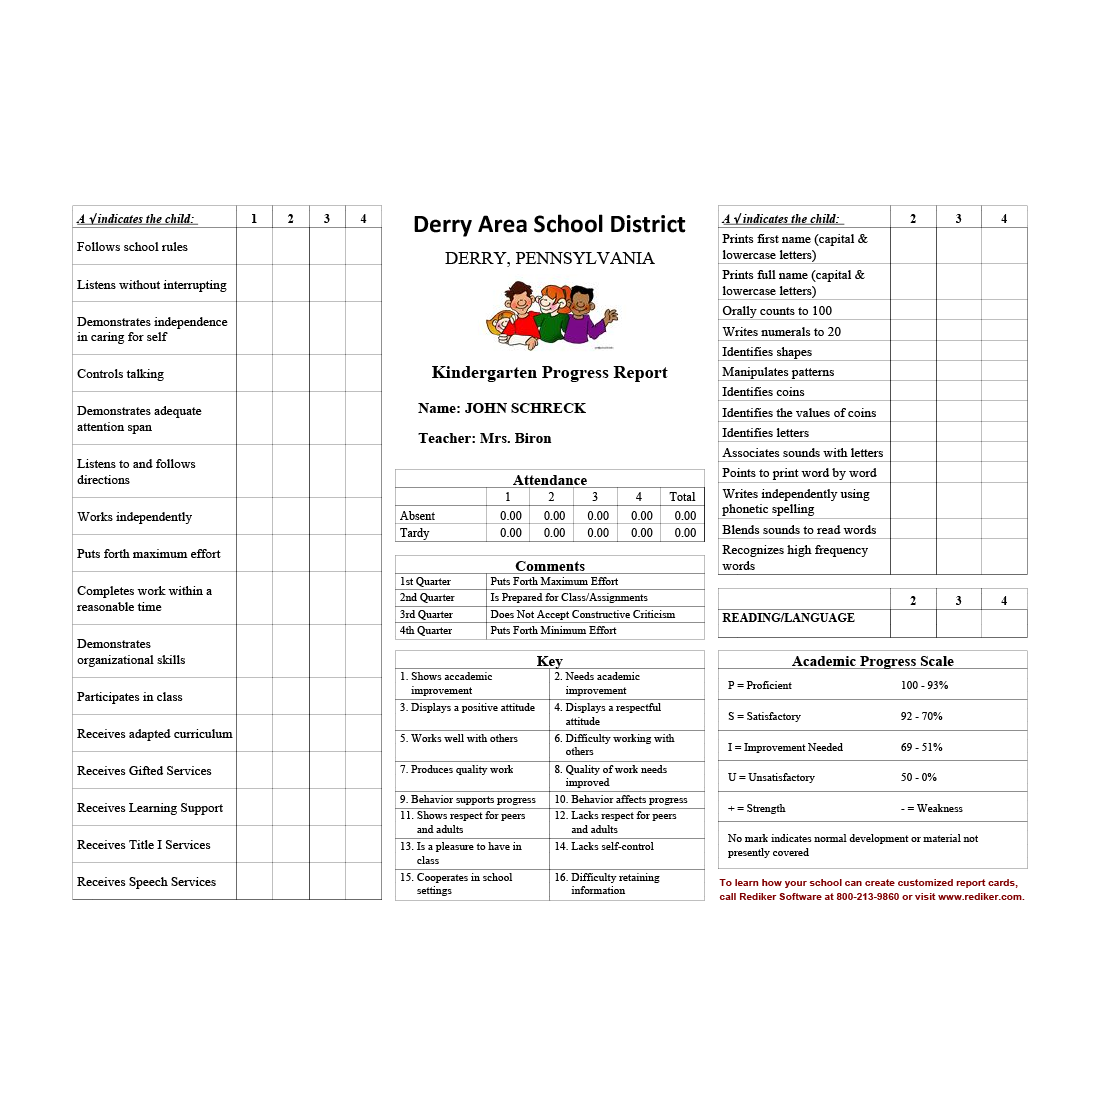 A √ indicates the child: 1 2 3 4
Follows school rules
Listens without interrupting
Demonstrates independence
in caring for self
Controls talking
Demonstrates adequate
attention span
Listens to and follows
directions
Works independently
Puts forth maximum effort
Completes work within a
reasonable time
Demonstrates
organizational skills
Participates in class
Receives adapted curriculum
Receives Gifted Services
Receives Learning Support
Receives Title I Services
Receives Speech Services
Derry Area School District
DERRY, PENNSYLVANIA
Kindergarten Progress Report
Name: JOHN SCHRECK
Teacher: Mrs. Biron
Attendance
1 2 3 4 Total
Absent 0.00 0.00 0.00 0.00 0.00
Tardy 0.00 0.00 0.00 0.00 0.00
Comments
1st Quarter Puts Forth Maximum Effort
2nd Quarter Is Prepared for Class/Assignments
3rd Quarter Does Not Accept Constructive Criticism
4th Quarter Puts Forth Minimum Effort
Key
1. Shows accademic
improvement
2. Needs academic
improvement
3. Displays a positive attitude
4. Displays a respectful
attitude
5. Works well with others
6. Difficulty working with
others
7. Produces quality work
8. Quality of work needs
improved
9. Behavior supports progress
10. Behavior affects progress
11. Shows respect for peers
and adults
12. Lacks respect for peers
and adults
13. Is a pleasure to have in
class
14. Lacks self-control
15. Cooperates in school
settings
16. Difficulty retaining
information
A √ indicates the child: 2 3 4
Prints first name (capital &
lowercase letters)
Prints full name (capital &
lowercase letters)
Orally counts to 100
Writes numerals to 20
Identifies shapes
Manipulates patterns
Identifies coins
Identifies the values of coins
Identifies letters
Associates sounds with letters
Points to print word by word
Writes independently using
phonetic spelling
Blends sounds to read words
Recognizes high frequency
words
2 3 4
READING/LANGUAGE
Academic Progress Scale
P = Proficient 100 - 93%
S = Satisfactory 92 - 70%
I = Improvement Needed 69 - 51%
U = Unsatisfactory 50 - 0%
+ = Strength - = Weakness
No mark indicates normal development or material not
presently covered
To learn how your school can create customized report cards,
call Rediker Software at 800-213-9860 or visit www.rediker.com.